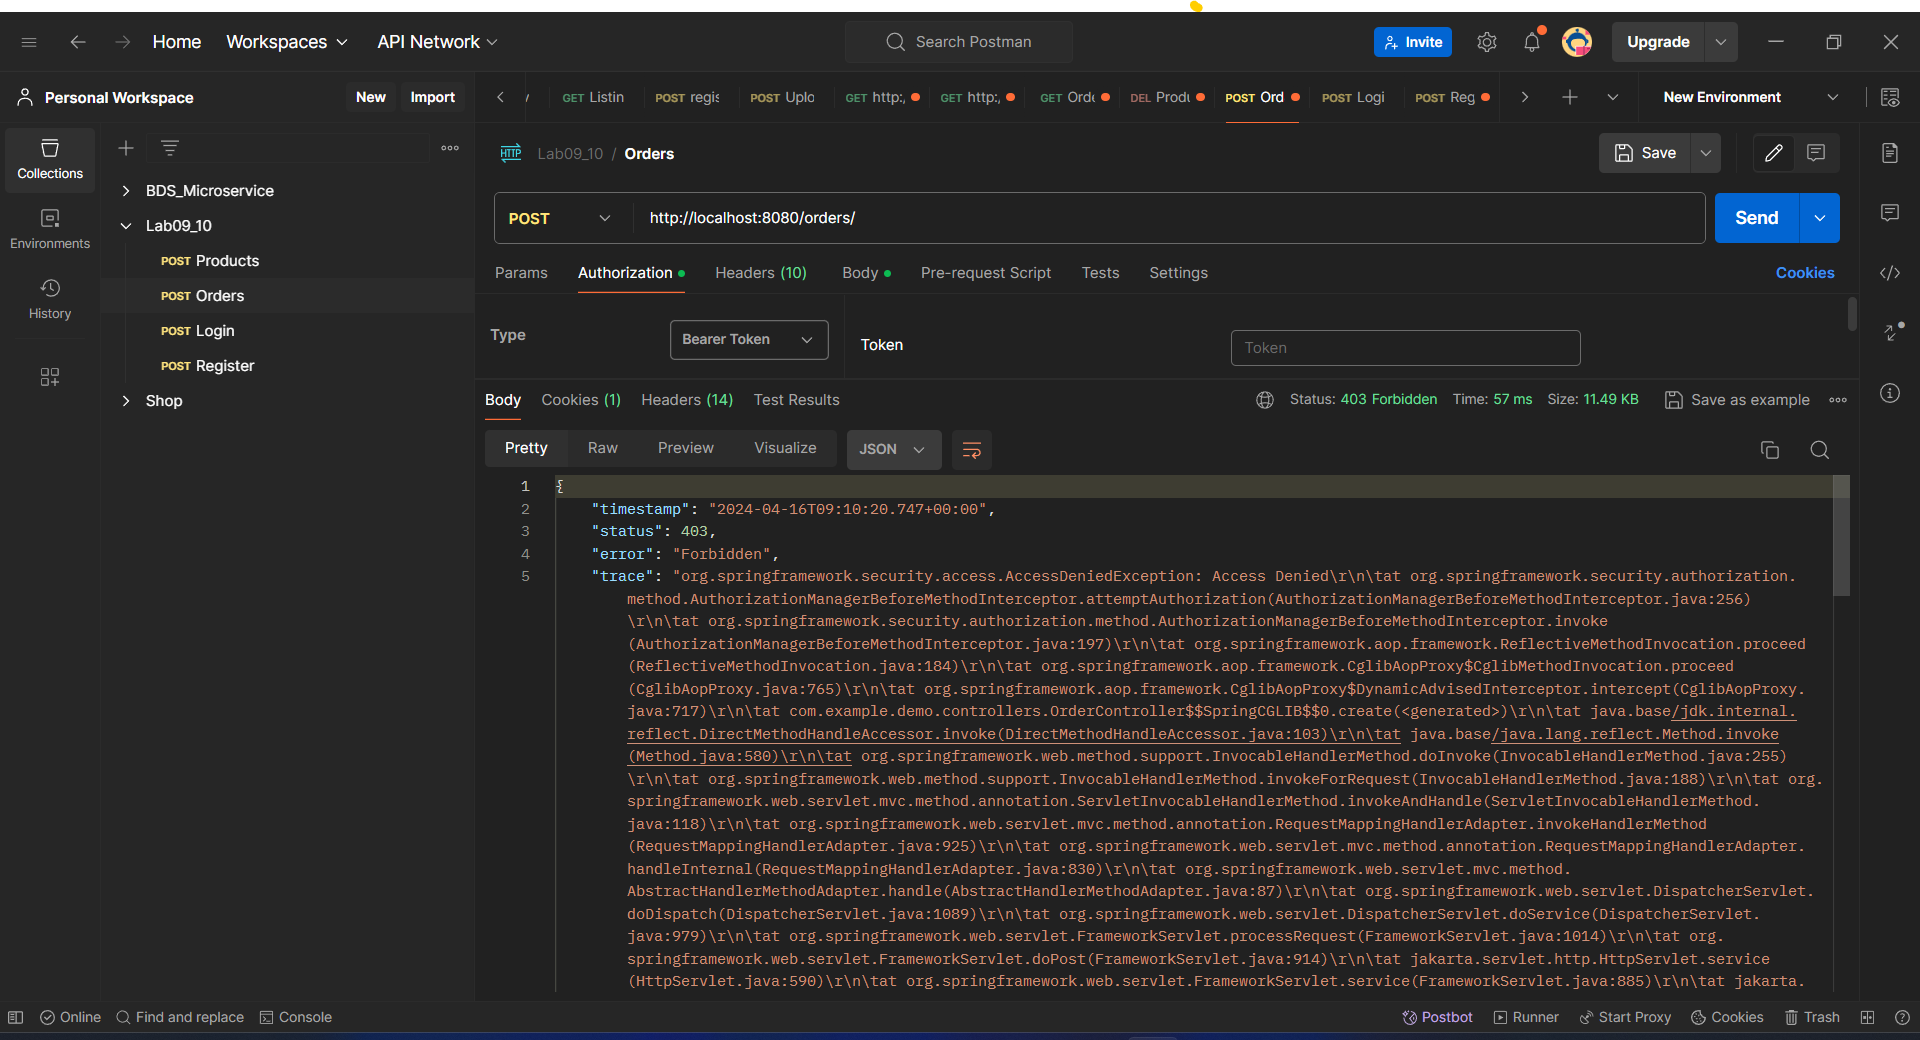 Home
Workspaces
API Network
Search Postman
Invite
Upgrade
Personal Workspace
New
Import
GET Listin
POST regis
POST Uplo
GET http:,
GET http:,
GET Orde
DEL Produ
POST Ord
POST Logi
POST Reg
New Environment
Collections
Environments
History
BDS_Microservice
Lab09_10
POST Products
POST Orders
POST Login
POST Register
Shop
HTTP Lab09_10 / Orders
Save
POST
http://localhost:8080/orders/
Send
Params
Authorization
Headers (10)
Body
Pre-request Script
Tests
Settings
Cookies
Type
Bearer Token
Token
Token
Body
Cookies (1)
Headers (14)
Test Results
Status: 403 Forbidden
Time: 57 ms
Size: 11.49 KB
Save as example
Pretty
Raw
Preview
Visualize
JSON
1 {
2 "timestamp": "2024-04-16T09:10:20.747+00:00",
3 "status": 403,
4 "error": "Forbidden",
5 "trace": "org.springframework.security.access.AccessDeniedException: Access Denied\r\n\tat org.springframework.security.authorization.
method.AuthorizationManagerBeforeMethodInterceptor.attemptAuthorization(AuthorizationManagerBeforeMethodInterceptor.java:256)
\r\n\tat org.springframework.security.authorization.method.AuthorizationManagerBeforeMethodInterceptor.invoke
(AuthorizationManagerBeforeMethodInterceptor.java:197)\r\n\tat org.springframework.aop.framework.ReflectiveMethodInvocation.proceed
(ReflectiveMethodInvocation.java:184)\r\n\tat org.springframework.aop.framework.CglibAopProxy$CglibMethodInvocation.proceed
(CglibAopProxy.java:765)\r\n\tat org.springframework.aop.framework.CglibAopProxy$DynamicAdvisedInterceptor.intercept(CglibAopProxy.
java:717)\r\n\tat com.example.demo.controllers.OrderController$$SpringCGLIB$$0.create(<generated>)\r\n\tat java.base/jdk.internal.
reflect.DirectMethodHandleAccessor.invoke(DirectMethodHandleAccessor.java:103)\r\n\tat java.base/java.lang.reflect.Method.invoke
(Method.java:580)\r\n\tat org.springframework.web.method.support.InvocableHandlerMethod.doInvoke(InvocableHandlerMethod.java:255)
\r\n\tat org.springframework.web.method.support.InvocableHandlerMethod.invokeForRequest(InvocableHandlerMethod.java:188)\r\n\tat org.
springframework.web.servlet.mvc.method.annotation.ServletInvocableHandlerMethod.invokeAndHandle(ServletInvocableHandlerMethod.
java:118)\r\n\tat org.springframework.web.servlet.mvc.method.annotation.RequestMappingHandlerAdapter.invokeHandlerMethod
(RequestMappingHandlerAdapter.java:925)\r\n\tat org.springframework.web.servlet.mvc.method.annotation.RequestMappingHandlerAdapter.
handleInternal(RequestMappingHandlerAdapter.java:830)\r\n\tat org.springframework.web.servlet.mvc.method.
AbstractHandlerMethodAdapter.handle(AbstractHandlerMethodAdapter.java:87)\r\n\tat org.springframework.web.servlet.DispatcherServlet.
doDispatch(DispatcherServlet.java:1089)\r\n\tat org.springframework.web.servlet.DispatcherServlet.doService(DispatcherServlet.
java:979)\r\n\tat org.springframework.web.servlet.FrameworkServlet.processRequest(FrameworkServlet.java:1014)\r\n\tat org.
springframework.web.servlet.FrameworkServlet.doPost(FrameworkServlet.java:914)\r\n\tat jakarta.servlet.http.HttpServlet.service
(HttpServlet.java:590)\r\n\tat org.springframework.web.servlet.FrameworkServlet.service(FrameworkServlet.java:885)\r\n\tat jakarta.
Online
Find and replace
Console
Postbot
Runner
Start Proxy
Cookies
Trash